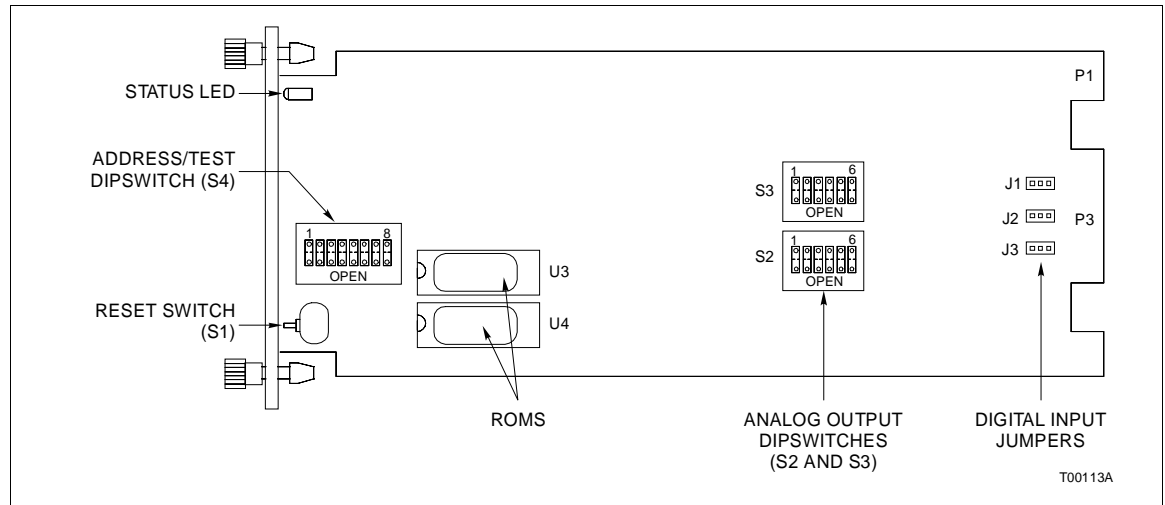 STATUS LED
ADDRESS/TEST
DIPSWITCH (S4)
1 8
OPEN
RESET SWITCH
(S1)
U3
U4
ROMS
S3
1 6
OPEN
S2
1 6
OPEN
ANALOG OUTPUT
DIPSWITCHES
(S2 AND S3)
P1
J1
J2
J3
P3
DIGITAL INPUT
JUMPERS
T00113A